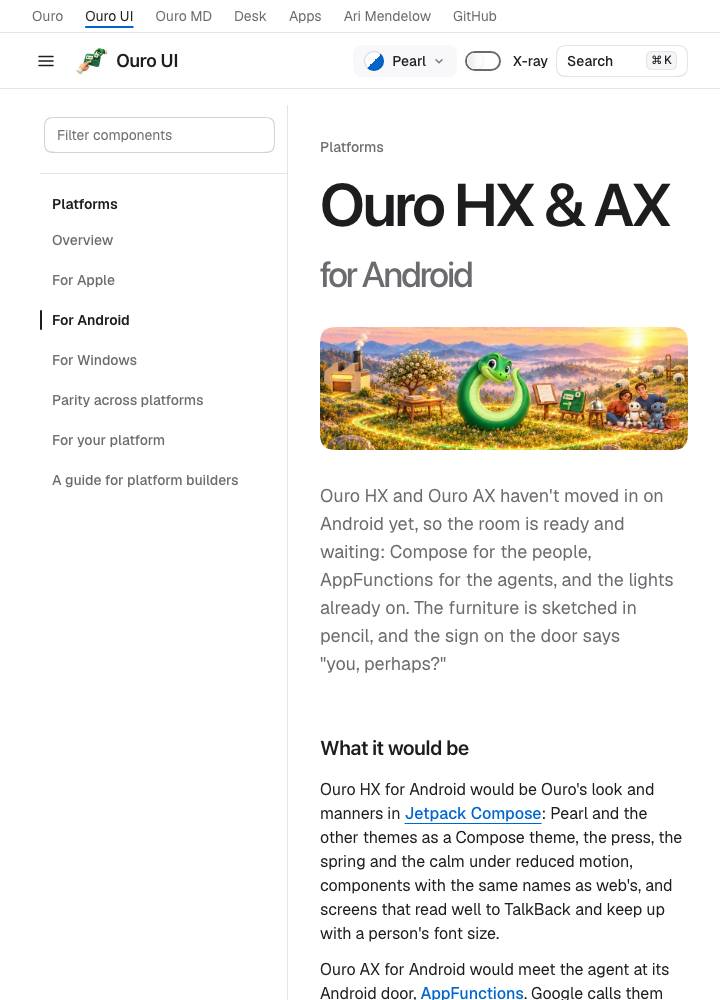 Ouro
Ouro UI
Ouro MD
Desk
Apps
Ari Mendelow
GitHub
Ouro UI
Pearl
X-ray
Search
⌘ K
Filter components
Platforms
Overview
For Apple
For Android
For Windows
Parity across platforms
For your platform
A guide for platform builders
Platforms
Ouro HX & AX
for Android
Ouro HX and Ouro AX haven't moved in on
Android yet, so the room is ready and
waiting: Compose for the people,
AppFunctions for the agents, and the lights
already on. The furniture is sketched in
pencil, and the sign on the door says
"you, perhaps?"
What it would be
Ouro HX for Android would be Ouro's look and
manners in Jetpack Compose: Pearl and the
other themes as a Compose theme, the press, the
spring and the calm under reduced motion,
components with the same names as web's, and
screens that read well to TalkBack and keep up
with a person's font size.
Ouro AX for Android would meet the agent at its
Android door, AppFunctions. Google calls them